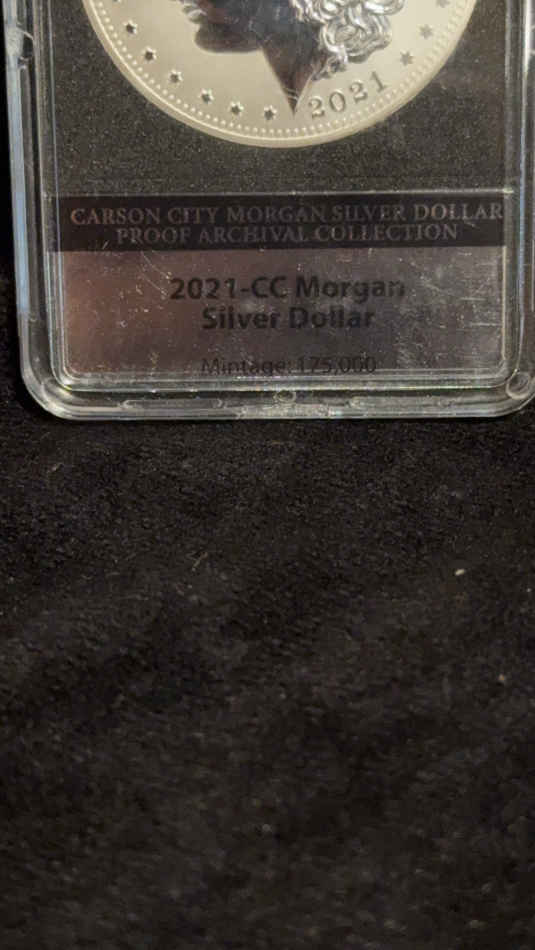 2021
CARSON CITY MORGAN SILVER DOLLAR
PROOF ARCHIVAL COLLECTION
2021-CC Morgan
Silver Dollar
Mintage: 175,000